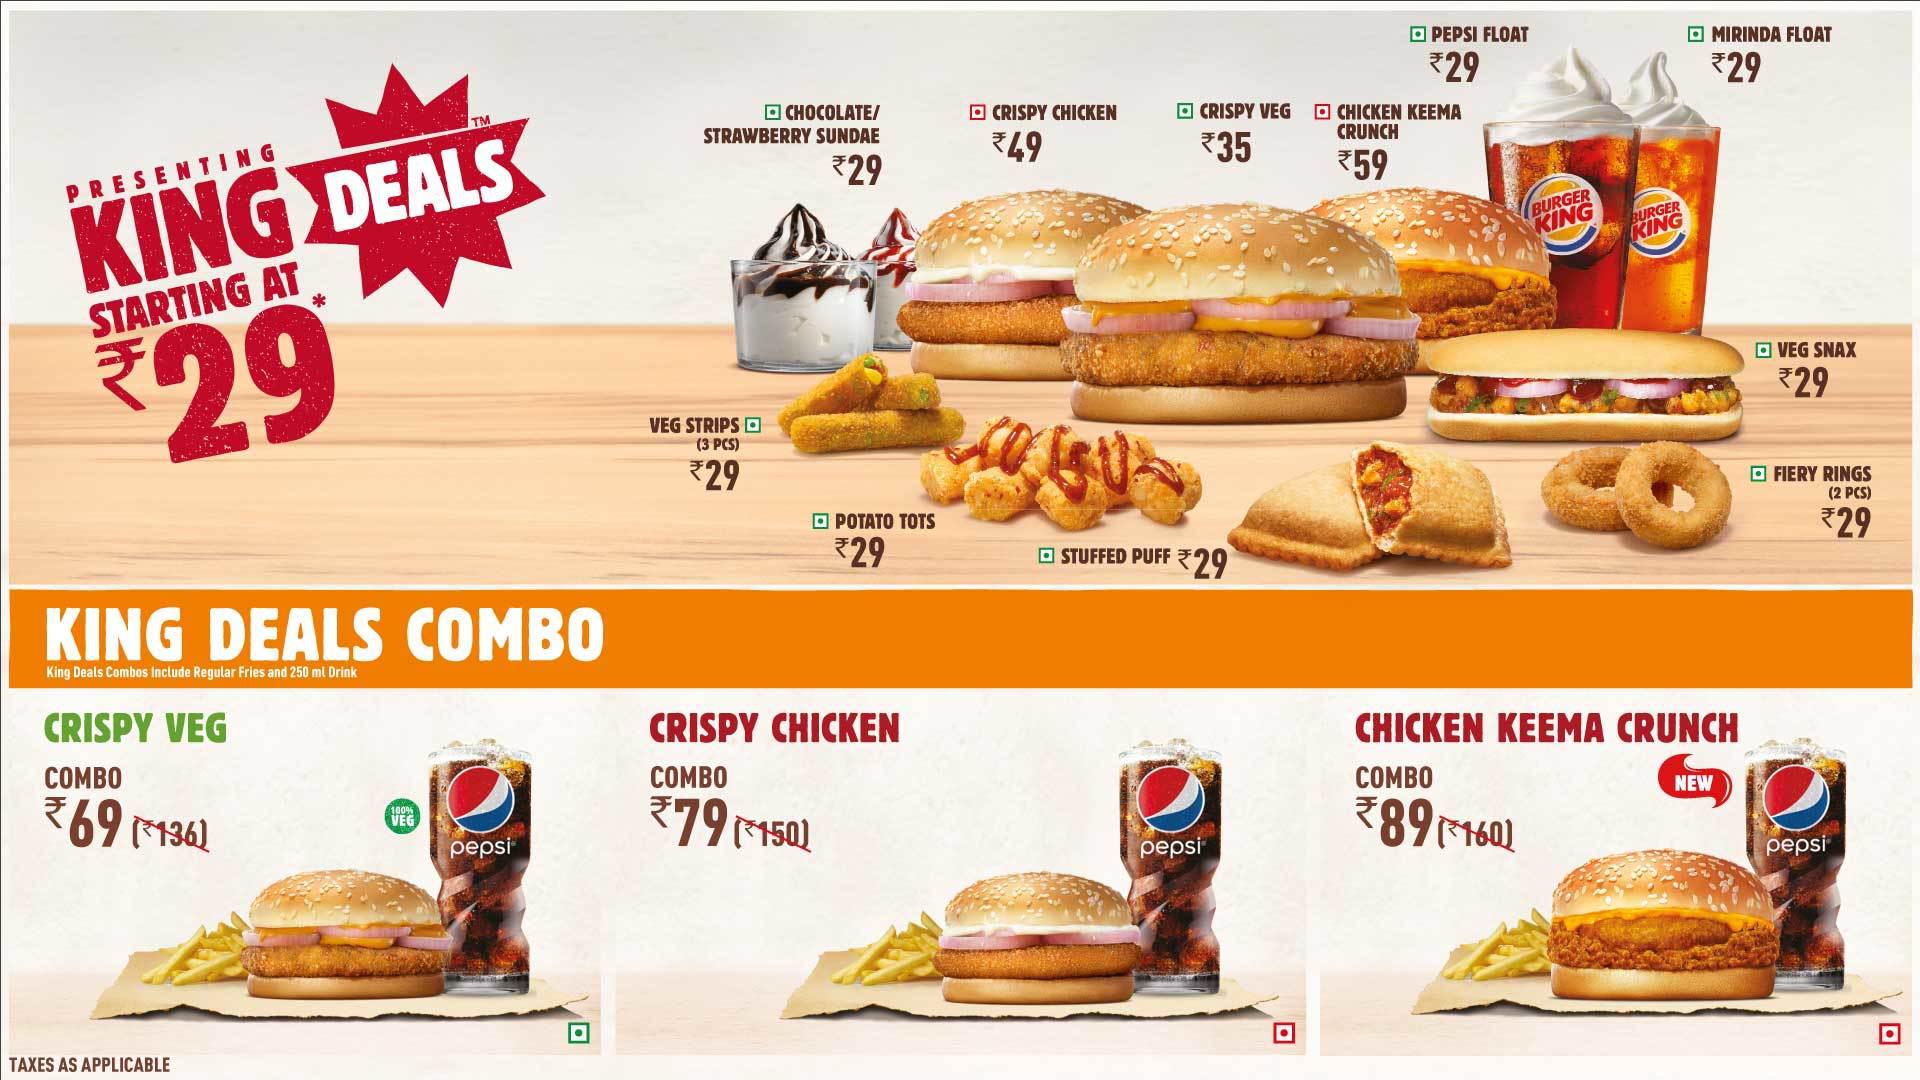 PRESENTING
KING DEALS™
STARTING AT
₹29*
CHOCOLATE/
STRAWBERRY SUNDAE
₹29
CRISPY CHICKEN
₹49
CRISPY VEG
₹35
CHICKEN KEEMA
CRUNCH
₹59
PEPSI FLOAT
₹29
MIRINDA FLOAT
₹29
BURGER
KING
BURGER
KING
VEG SNAX
₹29
VEG STRIPS
(3 PCS)
₹29
POTATO TOTS
₹29
STUFFED PUFF ₹29
FIERY RINGS
(2 PCS)
₹29
KING DEALS COMBO
King Deals Combos Include Regular Fries and 250 ml Drink
CRISPY VEG
COMBO
₹69 (₹136)
100%
VEG
pepsi
CRISPY CHICKEN
COMBO
₹79 (₹150)
pepsi
CHICKEN KEEMA CRUNCH
COMBO
₹89 (₹160)
NEW
pepsi
TAXES AS APPLICABLE